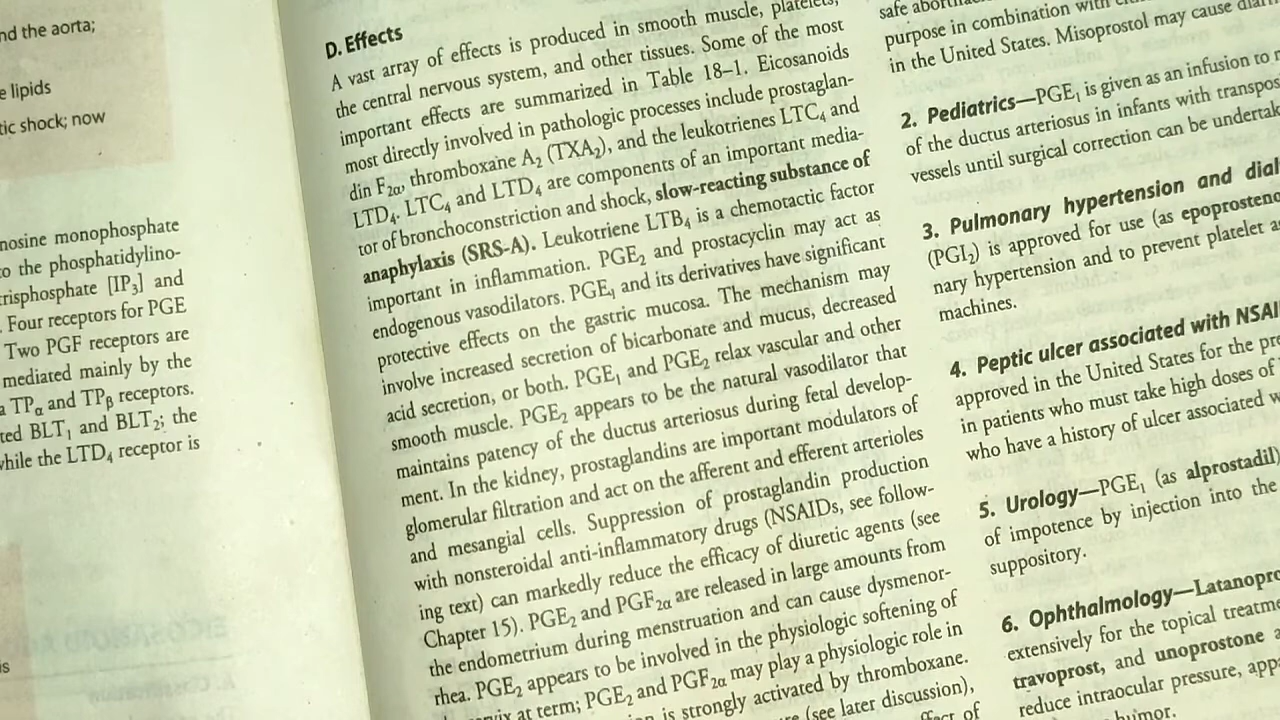 nd the aorta;
e lipids
tic shock; now
nosine monophosphate
to the phosphatidylino-
trisphosphate [IP₃] and
. Four receptors for PGE
Two PGF receptors are
mediated mainly by the
a TPα and TPβ receptors.
ted BLT₁ and BLT₂; the
while the LTD₄ receptor is
is
D. Effects
A vast array of effects is produced in smooth muscle, platelets,
the central nervous system, and other tissues. Some of the most
important effects are summarized in Table 18–1. Eicosanoids
most directly involved in pathologic processes include prostaglan-
din F₂α, thromboxane A₂ (TXA₂), and the leukotrienes LTC₄ and
LTD₄. LTC₄ and LTD₄ are components of an important media-
tor of bronchoconstriction and shock, slow-reacting substance of
anaphylaxis (SRS-A). Leukotriene LTB₄ is a chemotactic factor
important in inflammation. PGE₂ and prostacyclin may act as
endogenous vasodilators. PGE₁ and its derivatives have significant
protective effects on the gastric mucosa. The mechanism may
involve increased secretion of bicarbonate and mucus, decreased
acid secretion, or both. PGE₁ and PGE₂ relax vascular and other
smooth muscle. PGE₂ appears to be the natural vasodilator that
maintains patency of the ductus arteriosus during fetal develop-
ment. In the kidney, prostaglandins are important modulators of
glomerular filtration and act on the afferent and efferent arterioles
and mesangial cells. Suppression of prostaglandin production
with nonsteroidal anti-inflammatory drugs (NSAIDs, see follow-
ing text) can markedly reduce the efficacy of diuretic agents (see
Chapter 15). PGE₂ and PGF₂α are released in large amounts from
the endometrium during menstruation and can cause dysmenor-
rhea. PGE₂ appears to be involved in the physiologic softening of
at term; PGE₂ and PGF₂α may play a physiologic role in
is strongly activated by thromboxane.
(see later discussion),
of
safe
purpose in combination with
in the United States. Misoprostol may cause
2. Pediatrics—PGE₁ is given as an infusion to
of the ductus arteriosus in infants with transpos
vessels until surgical correction can be undertak
3. Pulmonary hypertension and dial
(PGI₂) is approved for use (as epoprosteno
nary hypertension and to prevent platelet a
machines.
4. Peptic ulcer associated with NSAI
approved in the United States for the pre
in patients who must take high doses of
who have a history of ulcer associated w
5. Urology—PGE₁ (as alprostadil)
of impotence by injection into the
suppository.
6. Ophthalmology—Latanopro
extensively for the topical treatme
travoprost, and unoprostone a
reduce intraocular pressure, app
humor.